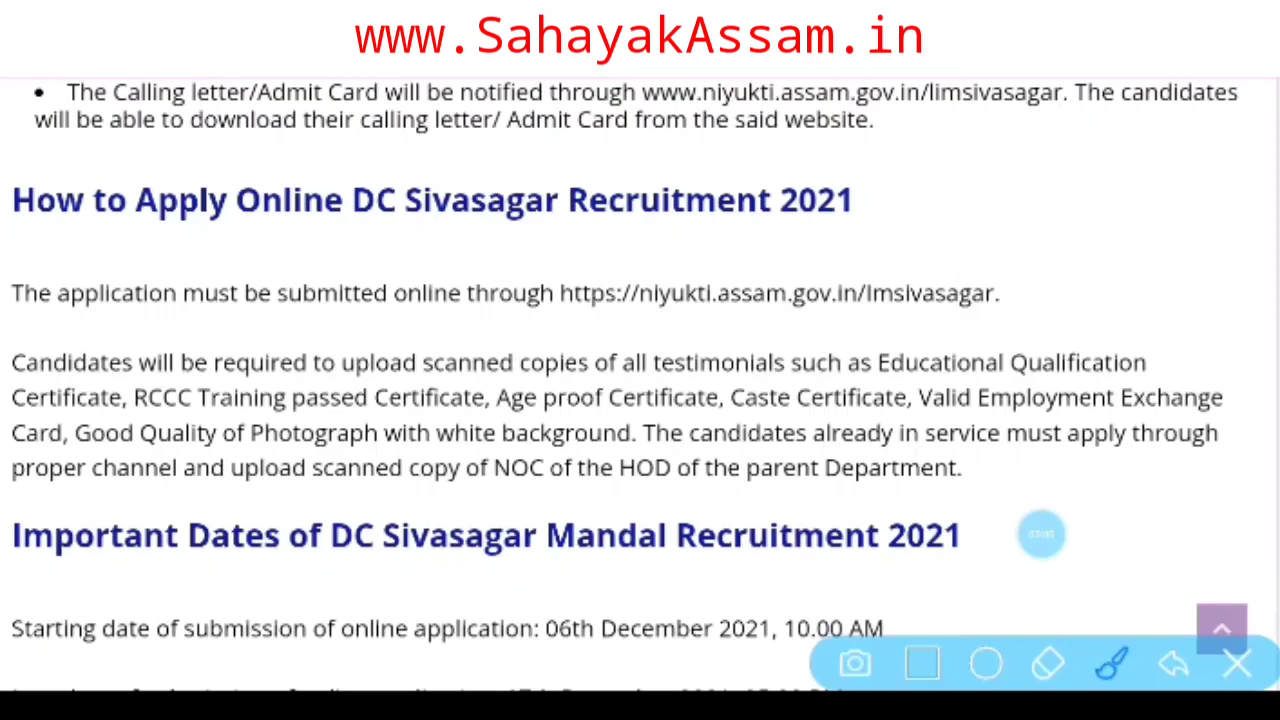 www.SahayakAssam.in
• The Calling letter/Admit Card will be notified through www.niyukti.assam.gov.in/limsivasagar. The candidates
will be able to download their calling letter/ Admit Card from the said website.
How to Apply Online DC Sivasagar Recruitment 2021
The application must be submitted online through https://niyukti.assam.gov.in/lmsivasagar.
Candidates will be required to upload scanned copies of all testimonials such as Educational Qualification
Certificate, RCCC Training passed Certificate, Age proof Certificate, Caste Certificate, Valid Employment Exchange
Card, Good Quality of Photograph with white background. The candidates already in service must apply through
proper channel and upload scanned copy of NOC of the HOD of the parent Department.
Important Dates of DC Sivasagar Mandal Recruitment 2021
Starting date of submission of online application: 06th December 2021, 10.00 AM